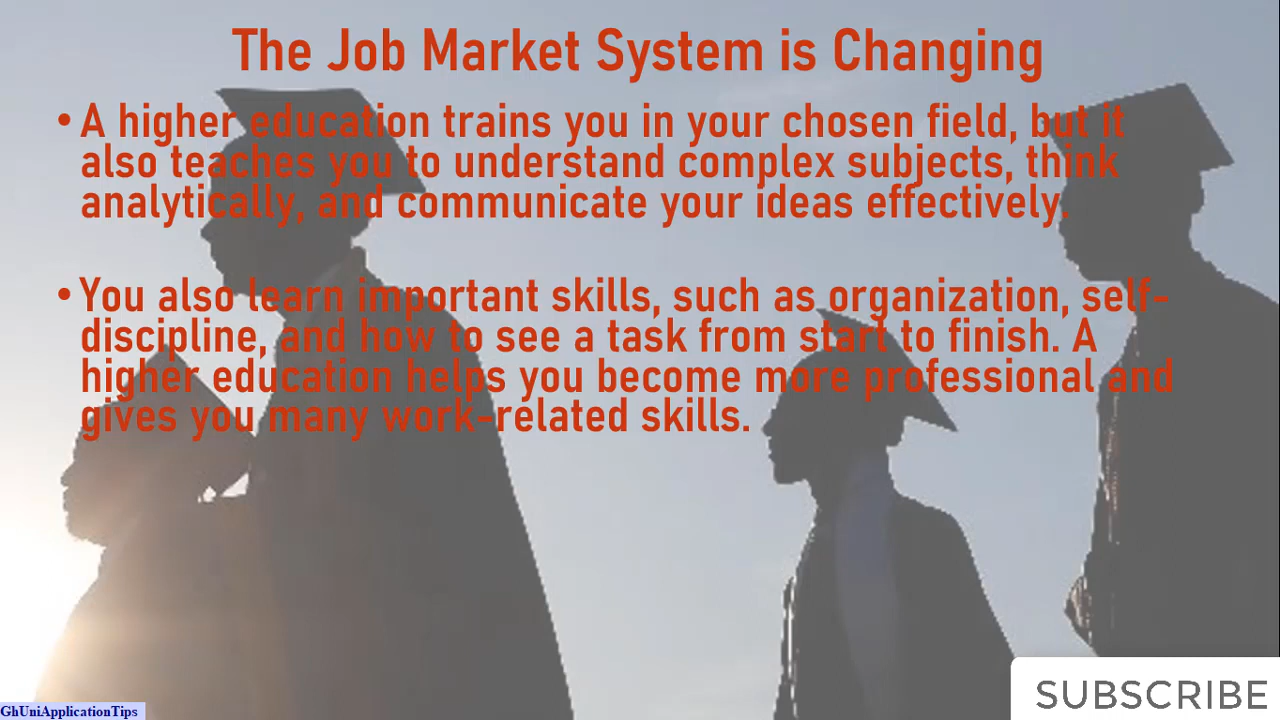 The Job Market System is Changing
• A higher education trains you in your chosen field, but it
also teaches you to understand complex subjects, think
analytically, and communicate your ideas effectively.
• You also learn important skills, such as organization, self-
discipline, and how to see a task from start to finish. A
higher education helps you become more professional and
gives you many work-related skills.
SUBSCRIBE
GhUniApplicationTips